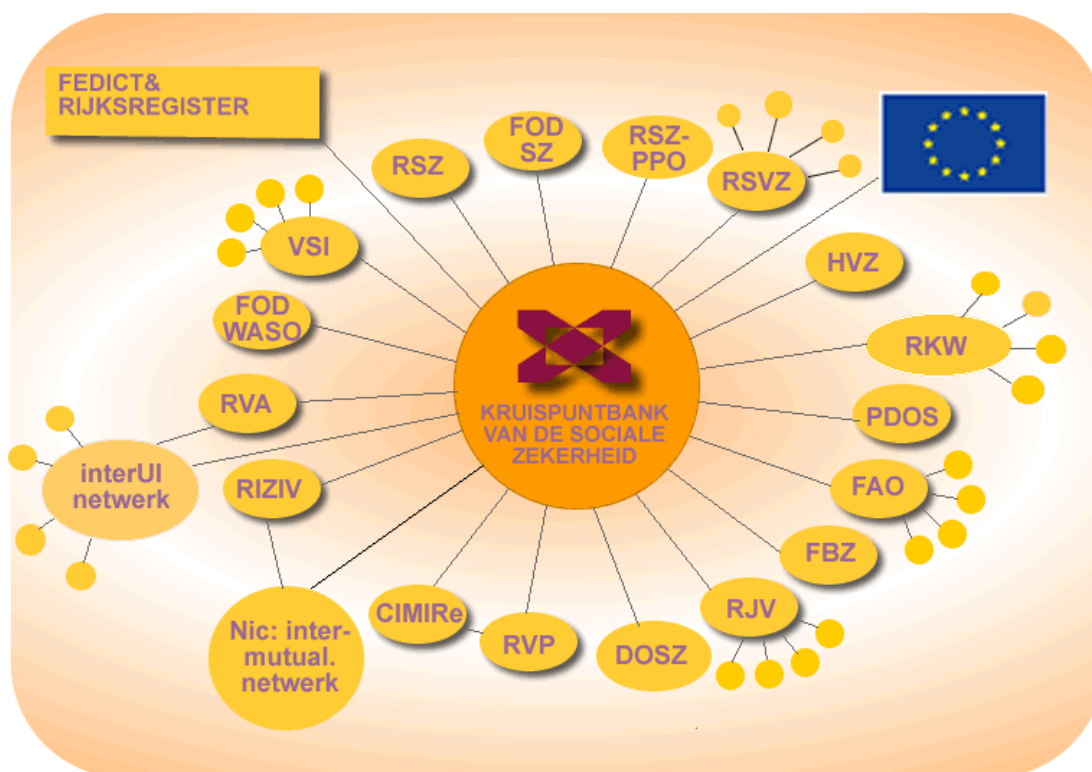 FEDICT&
RIJKSREGISTER
RSZ
FOD
SZ
RSZ-
PPO
RSVZ
VSI
HVZ
FOD
WASO
RKW
RVA
KRUISPUNTBANK
VAN DE SOCIALE
ZEKERHEID
PDOS
interUI
netwerk
RIZIV
FAO
FBZ
Nic: inter-
mutual.
netwerk
CIMIRe
RVP
DOSZ
RJV